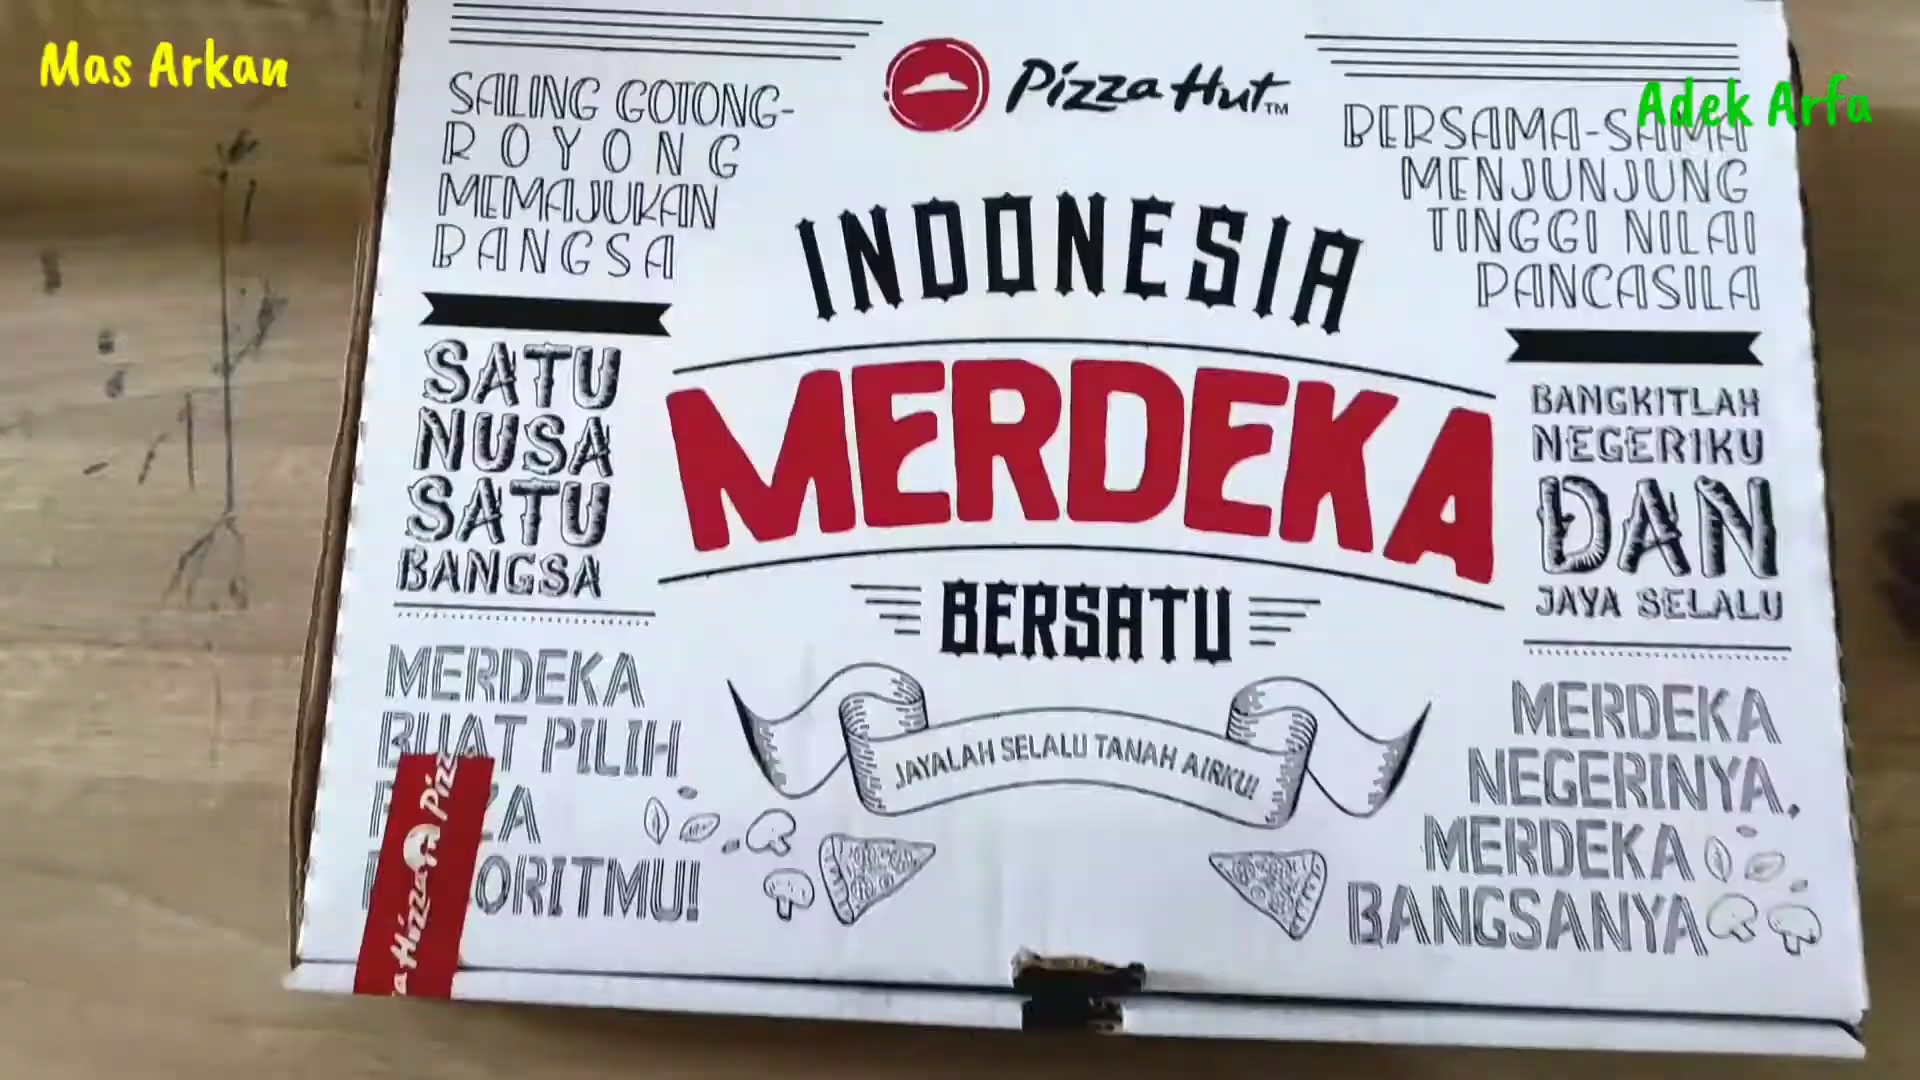 Mas Arkan
Adek Arfa
Pizza Hut™
SALING GOTONG-
ROYONG
MEMAJUKAN
BANGSA
SATU
NUSA
SATU
BANGSA
MERDEKA
BUAT PILIH
ORITMU!
INDONESIA
MERDEKA
BERSATU
JAYALAH SELALU TANAH AIRKU!
BERSAMA-SAMA
MENJUNJUNG
TINGGI NILAI
PANCASILA
BANGKITLAH
NEGERIKU
DAN
JAYA SELALU
MERDEKA
NEGERINYA,
MERDEKA
BANGSANYA